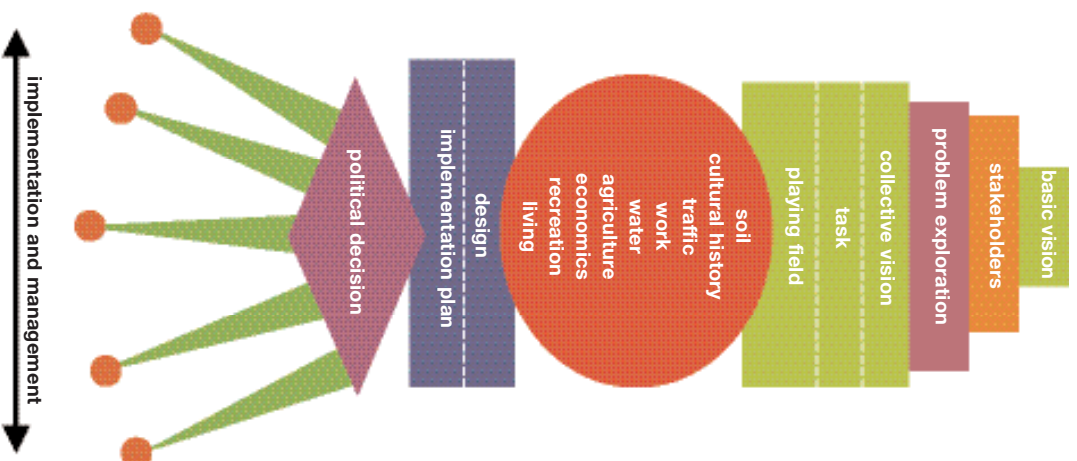 basic vision
stakeholders
problem exploration
collective vision
task
playing field
soil
cultural history
traffic
work
water
agriculture
economics
recreation
living
design
implementation plan
political decision
implementation and management